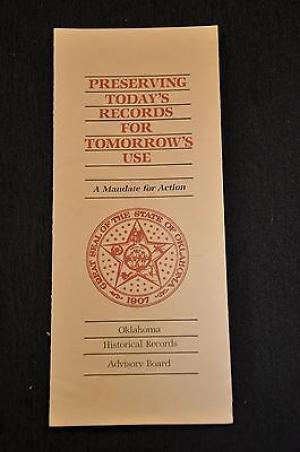 PRESERVING
TODAY'S
RECORDS
FOR
TOMORROW'S
USE
A Mandate for Action
GREAT SEAL OF THE STATE OF OKLAHOMA
1907
Oklahoma
Historical Records
Advisory Board